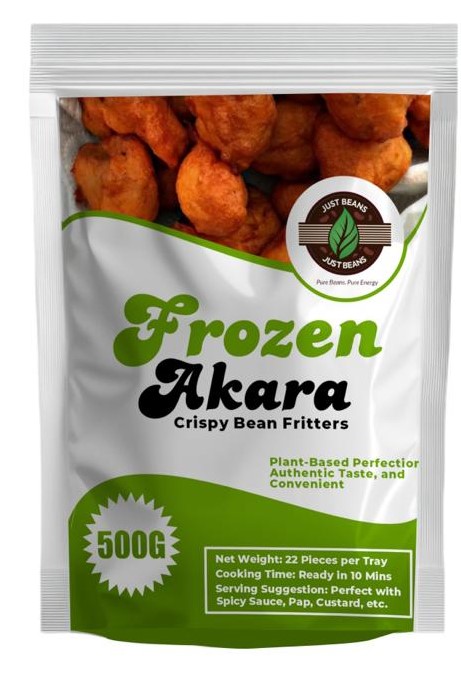 JUST BEANS
JUST BEANS
Pure Beans. Pure Energy
Frozen
Akara
Crispy Bean Fritters
Plant-Based Perfection
Authentic Taste, and
Convenient
500G
Net Weight: 22 Pieces per Tray
Cooking Time: Ready in 10 Mins
Serving Suggestion: Perfect with
Spicy Sauce, Pap, Custard, etc.